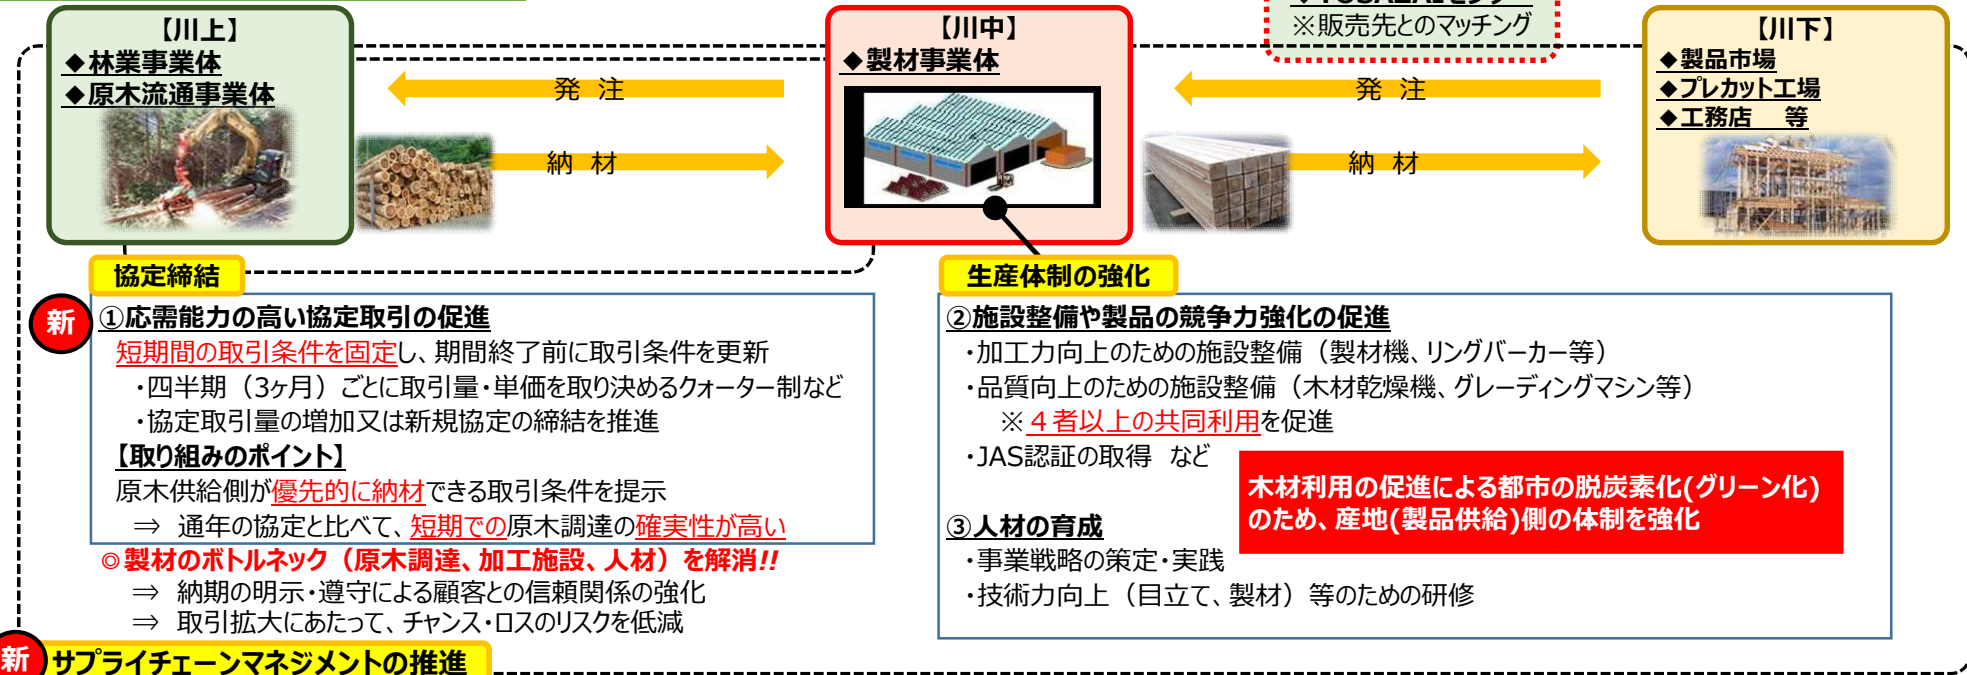 ※販売先とのマッチング
【川上】
◆林業事業体
◆原木流通事業体
発 注
納 材
【川中】
◆製材事業体
発 注
納 材
【川下】
◆製品市場
◆プレカット工場
◆工務店 等
協定締結
新
①応需能力の高い協定取引の促進
短期間の取引条件を固定し、期間終了前に取引条件を更新
・四半期（3ヶ月）ごとに取引量・単価を取り決めるクォーター制など
・協定取引量の増加又は新規協定の締結を推進
【取り組みのポイント】
原木供給側が優先的に納材できる取引条件を提示
⇒ 通年の協定と比べて、短期での原木調達の確実性が高い
◎製材のボトルネック（原木調達、加工施設、人材）を解消!!
⇒ 納期の明示・遵守による顧客との信頼関係の強化
⇒ 取引拡大にあたって、チャンス・ロスのリスクを低減
生産体制の強化
②施設整備や製品の競争力強化の促進
・加工力向上のための施設整備（製材機、リングバーカー等）
・品質向上のための施設整備（木材乾燥機、グレーディングマシン等）
※４者以上の共同利用を促進
・JAS認証の取得 など
木材利用の促進による都市の脱炭素化(グリーン化)
のため、産地(製品供給)側の体制を強化
③人材の育成
・事業戦略の策定・実践
・技術力向上（目立て、製材）等のための研修
新
サプライチェーンマネジメントの推進